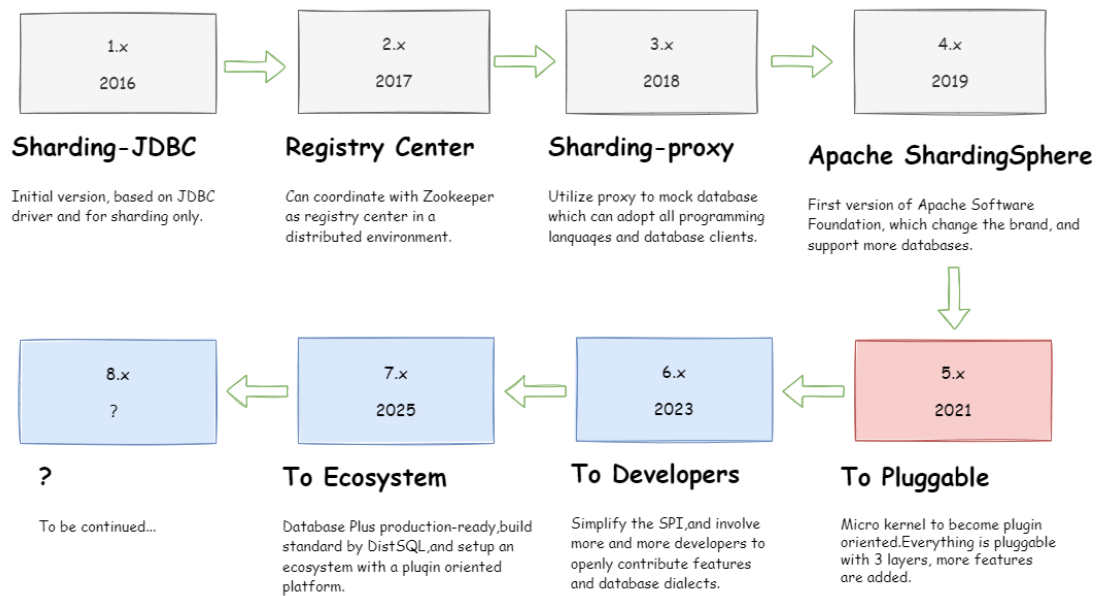 1.x
2016
Sharding-JDBC
Initial version, based on JDBC
driver and for sharding only.
2.x
2017
Registry Center
Can coordinate with Zookeeper
as registry center in a
distributed environment.
3.x
2018
Sharding-proxy
Utilize proxy to mock database
which can adopt all programming
languages and database clients.
4.x
2019
Apache ShardingSphere
First version of Apache Software
Foundation, which change the brand, and
support more databases.
5.x
2021
To Pluggable
Micro kernel to become plugin
oriented.Everything is pluggable
with 3 layers, more features
are added.
6.x
2023
To Developers
Simplify the SPI,and involve
more and more developers to
openly contribute features
and database dialects.
7.x
2025
To Ecosystem
Database Plus production-ready,build
standard by DistSQL,and setup an
ecosystem with a plugin oriented
platform.
8.x
?
?
To be continued...